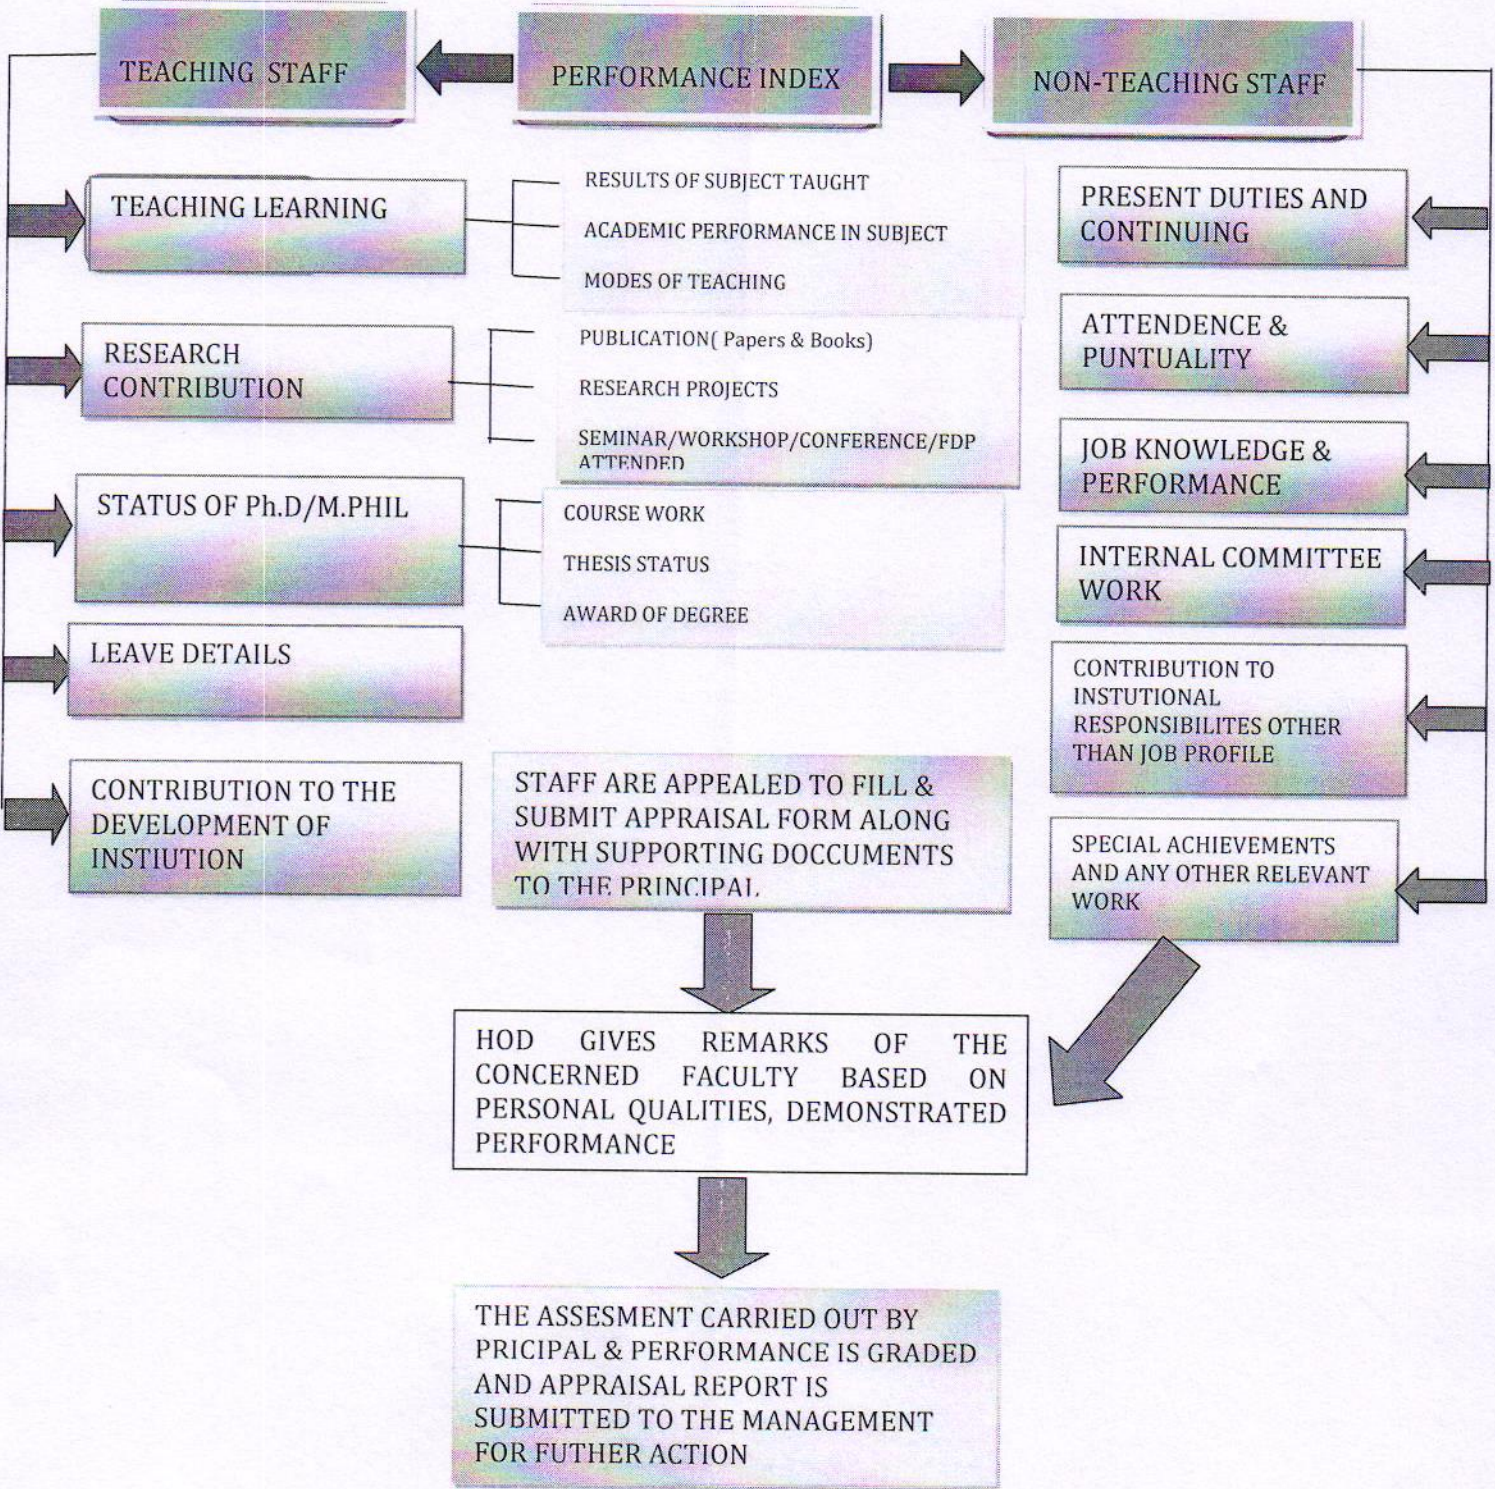 TEACHING STAFF
PERFORMANCE INDEX
NON-TEACHING STAFF
TEACHING LEARNING
RESULTS OF SUBJECT TAUGHT
ACADEMIC PERFORMANCE IN SUBJECT
MODES OF TEACHING
RESEARCH
CONTRIBUTION
PUBLICATION( Papers & Books)
RESEARCH PROJECTS
SEMINAR/WORKSHOP/CONFERENCE/FDP
ATTENDED
STATUS OF Ph.D/M.PHIL
COURSE WORK
THESIS STATUS
AWARD OF DEGREE
LEAVE DETAILS
CONTRIBUTION TO THE
DEVELOPMENT OF
INSTIUTION
PRESENT DUTIES AND
CONTINUING
ATTENDENCE &
PUNTUALITY
JOB KNOWLEDGE &
PERFORMANCE
INTERNAL COMMITTEE
WORK
CONTRIBUTION TO
INSTUTIONAL
RESPONSIBILITES OTHER
THAN JOB PROFILE
SPECIAL ACHIEVEMENTS
AND ANY OTHER RELEVANT
WORK
STAFF ARE APPEALED TO FILL &
SUBMIT APPRAISAL FORM ALONG
WITH SUPPORTING DOCCUMENTS
TO THE PRINCIPAL
HOD GIVES REMARKS OF THE
CONCERNED FACULTY BASED ON
PERSONAL QUALITIES, DEMONSTRATED
PERFORMANCE
THE ASSESMENT CARRIED OUT BY
PRICIPAL & PERFORMANCE IS GRADED
AND APPRAISAL REPORT IS
SUBMITTED TO THE MANAGEMENT
FOR FUTHER ACTION